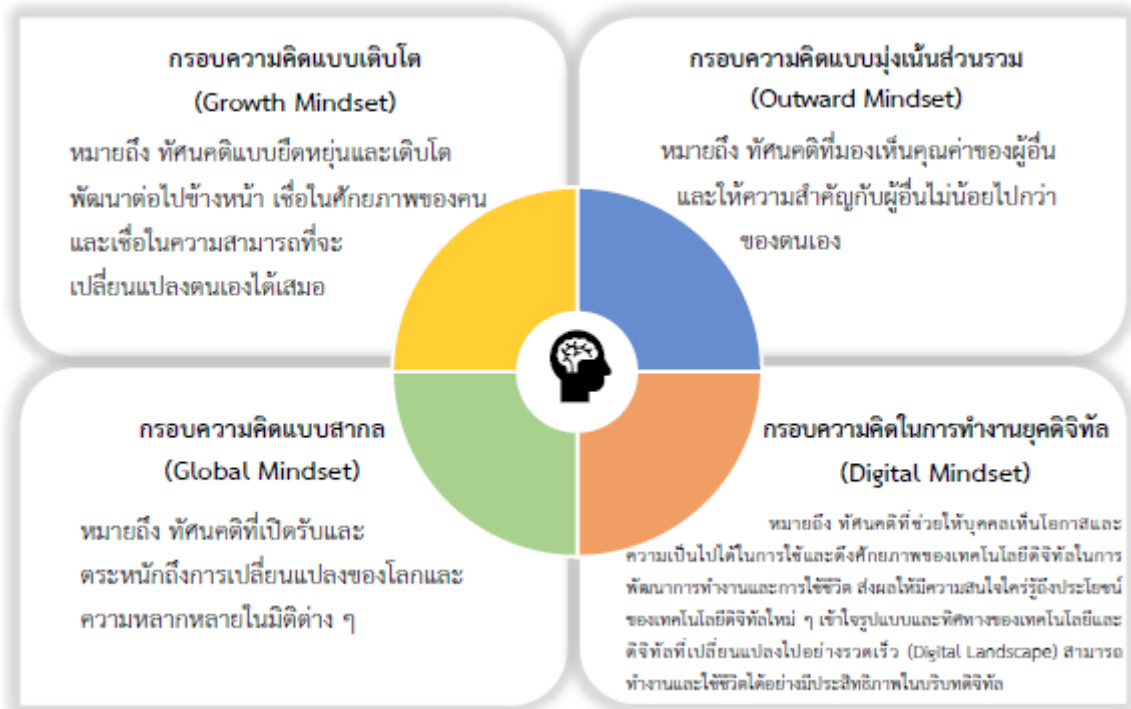 กรอบความคิดแบบเติบโต
(Growth Mindset)
หมายถึง ทัศนคติแบบยืดหยุ่นและเติบโต
พัฒนาต่อไปข้างหน้า เชื่อในศักยภาพของคน
และเชื่อในความสามารถที่จะ
เปลี่ยนแปลงตนเองได้เสมอ
กรอบความคิดแบบมุ่งเน้นส่วนรวม
(Outward Mindset)
หมายถึง ทัศนคติที่มองเห็นคุณค่าของผู้อื่น
และให้ความสำคัญกับผู้อื่นไม่น้อยไปกว่า
ของตนเอง
กรอบความคิดแบบสากล
(Global Mindset)
หมายถึง ทัศนคติที่เปิดรับและ
ตระหนักถึงการเปลี่ยนแปลงของโลกและ
ความหลากหลายในมิติต่าง ๆ
กรอบความคิดในการทำงานยุคดิจิทัล
(Digital Mindset)
หมายถึง ทัศนคติที่ช่วยให้บุคคลเห็นโอกาสและ
ความเป็นไปได้ในการใช้และดึงศักยภาพของเทคโนโลยีดิจิทัลในการ
พัฒนาการทำงานและการใช้ชีวิต ส่งผลให้มีความสนใจใคร่รู้ถึงประโยชน์
ของเทคโนโลยีดิจิทัลใหม่ ๆ เข้าใจรูปแบบและทิศทางของเทคโนโลยีและ
ดิจิทัลที่เปลี่ยนแปลงไปอย่างรวดเร็ว (Digital Landscape) สามารถ
ทำงานและใช้ชีวิตได้อย่างมีประสิทธิภาพในบริบทดิจิทัล